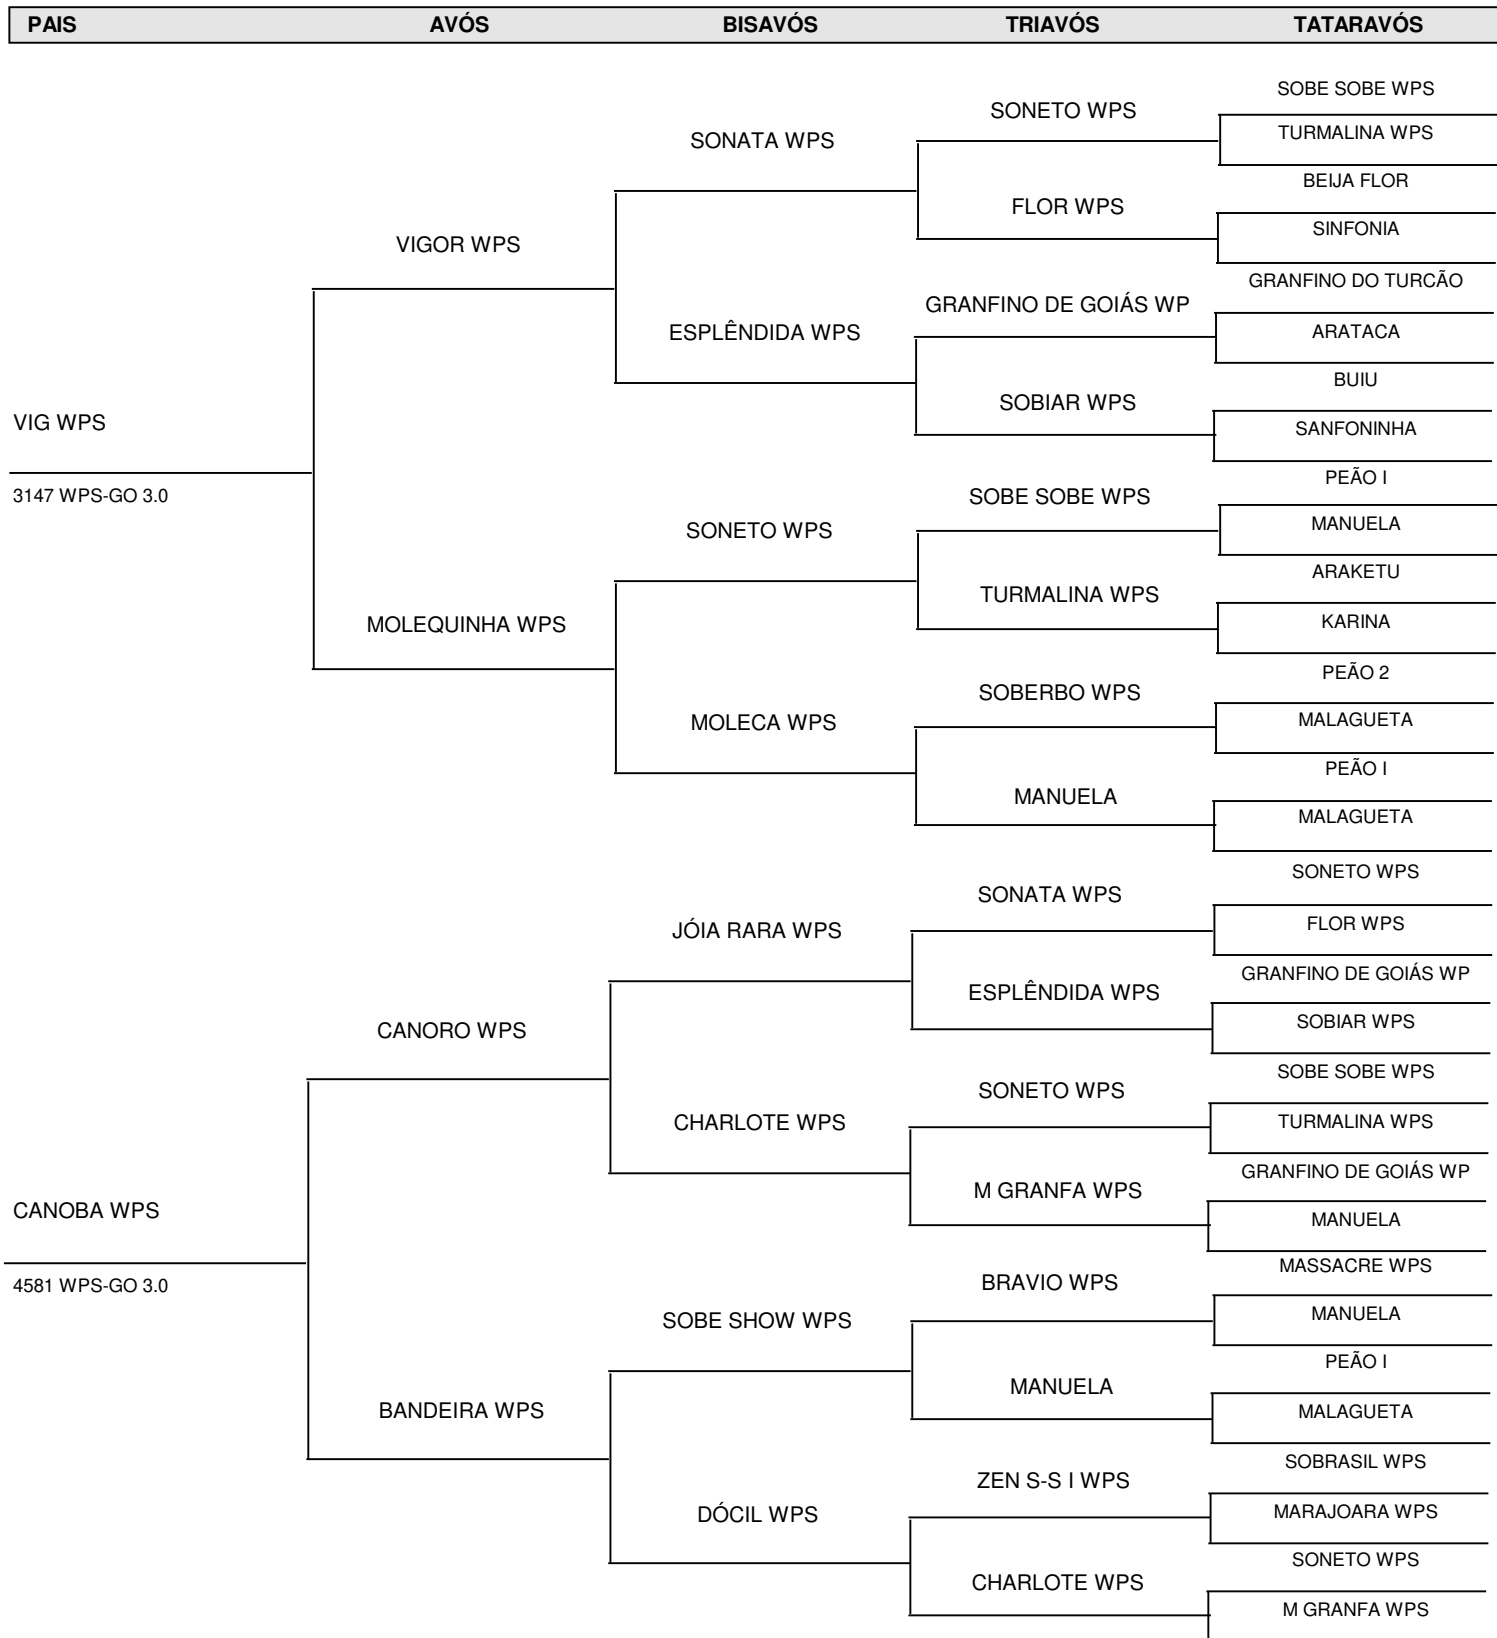 PAIS AVÓS BISAVÓS TRIAVÓS TATARAVÓS
SOBE SOBE WPS
SONETO WPS
TURMALINA WPS
SONATA WPS
BEIJA FLOR
FLOR WPS
SINFONIA
VIGOR WPS
GRANFINO DO TURCÃO
GRANFINO DE GOIÁS WP
ARATACA
ESPLÊNDIDA WPS
BUIU
SOBIAR WPS
SANFONINHA
VIG WPS
3147 WPS-GO 3.0
PEÃO I
SOBE SOBE WPS
MANUELA
SONETO WPS
ARAKETU
TURMALINA WPS
KARINA
MOLEQUINHA WPS
PEÃO 2
SOBERBO WPS
MALAGUETA
MOLECA WPS
PEÃO I
MANUELA
MALAGUETA
SONETO WPS
SONATA WPS
FLOR WPS
JÓIA RARA WPS
GRANFINO DE GOIÁS WP
ESPLÊNDIDA WPS
SOBIAR WPS
CANORO WPS
SOBE SOBE WPS
SONETO WPS
TURMALINA WPS
CHARLOTE WPS
GRANFINO DE GOIÁS WP
M GRANFA WPS
MANUELA
CANOBA WPS
4581 WPS-GO 3.0
MASSACRE WPS
BRAVIO WPS
MANUELA
SOBE SHOW WPS
PEÃO I
MANUELA
MALAGUETA
BANDEIRA WPS
SOBRASIL WPS
ZEN S-S I WPS
MARAJOARA WPS
DÓCIL WPS
SONETO WPS
CHARLOTE WPS
M GRANFA WPS